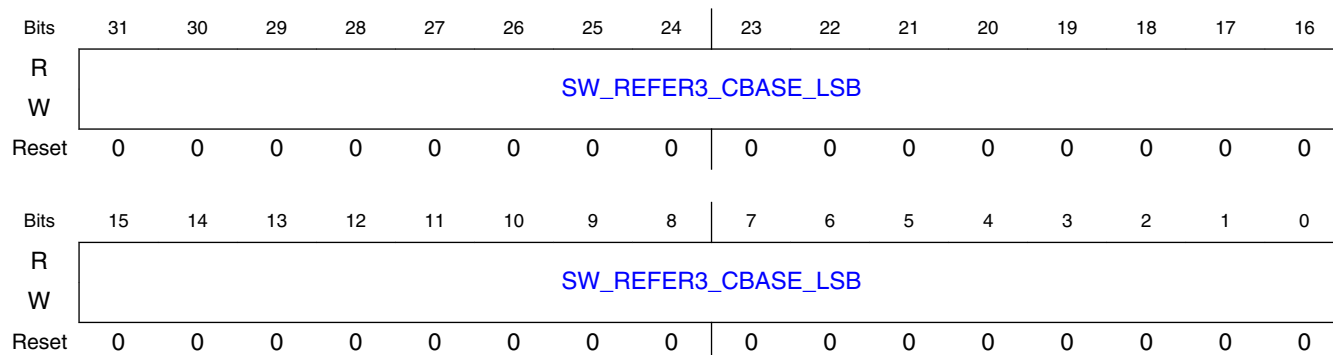 Bits 31 30 29 28 27 26 25 24 23 22 21 20 19 18 17 16
R
SW_REFER3_CBASE_LSB
W
Reset 0 0 0 0 0 0 0 0 0 0 0 0 0 0 0 0
Bits 15 14 13 12 11 10 9 8 7 6 5 4 3 2 1 0
R
SW_REFER3_CBASE_LSB
W
Reset 0 0 0 0 0 0 0 0 0 0 0 0 0 0 0 0